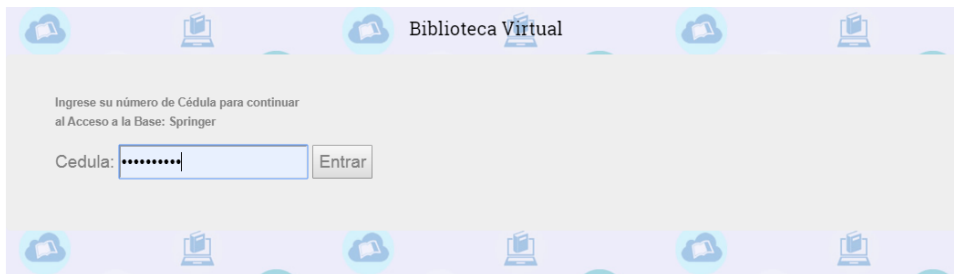 Biblioteca Virtual
Ingrese su número de Cédula para continuar
al Acceso a la Base: Springer
Cedula: •••••••••• Entrar